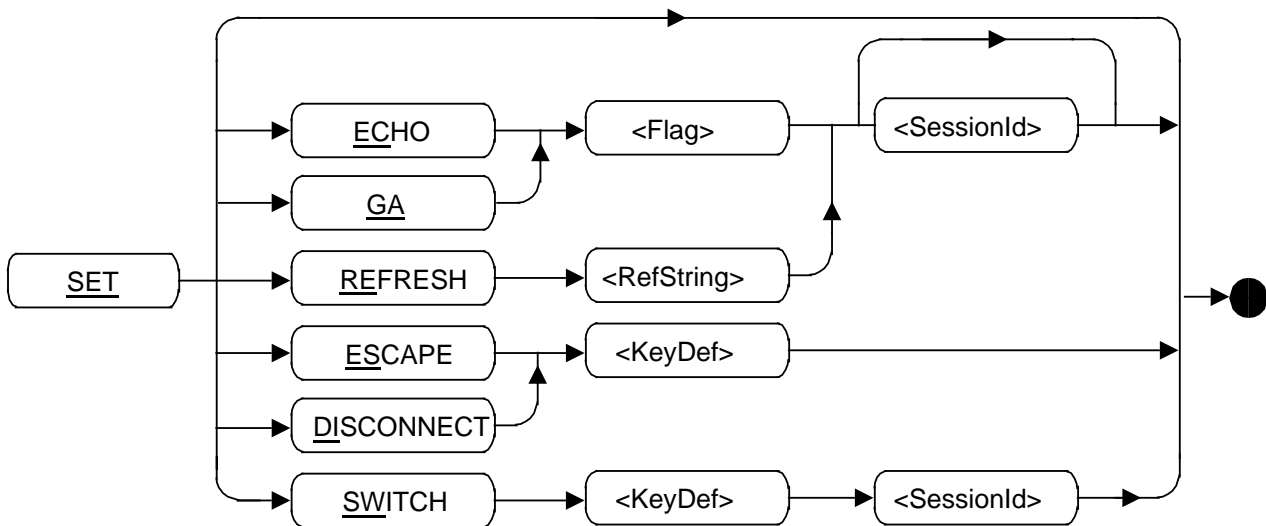 ECHO <Flag> <SessionId>
GA
SET REFRESH <RefString>
ESCAPE <KeyDef>
DISCONNECT
SWITCH <KeyDef> <SessionId>